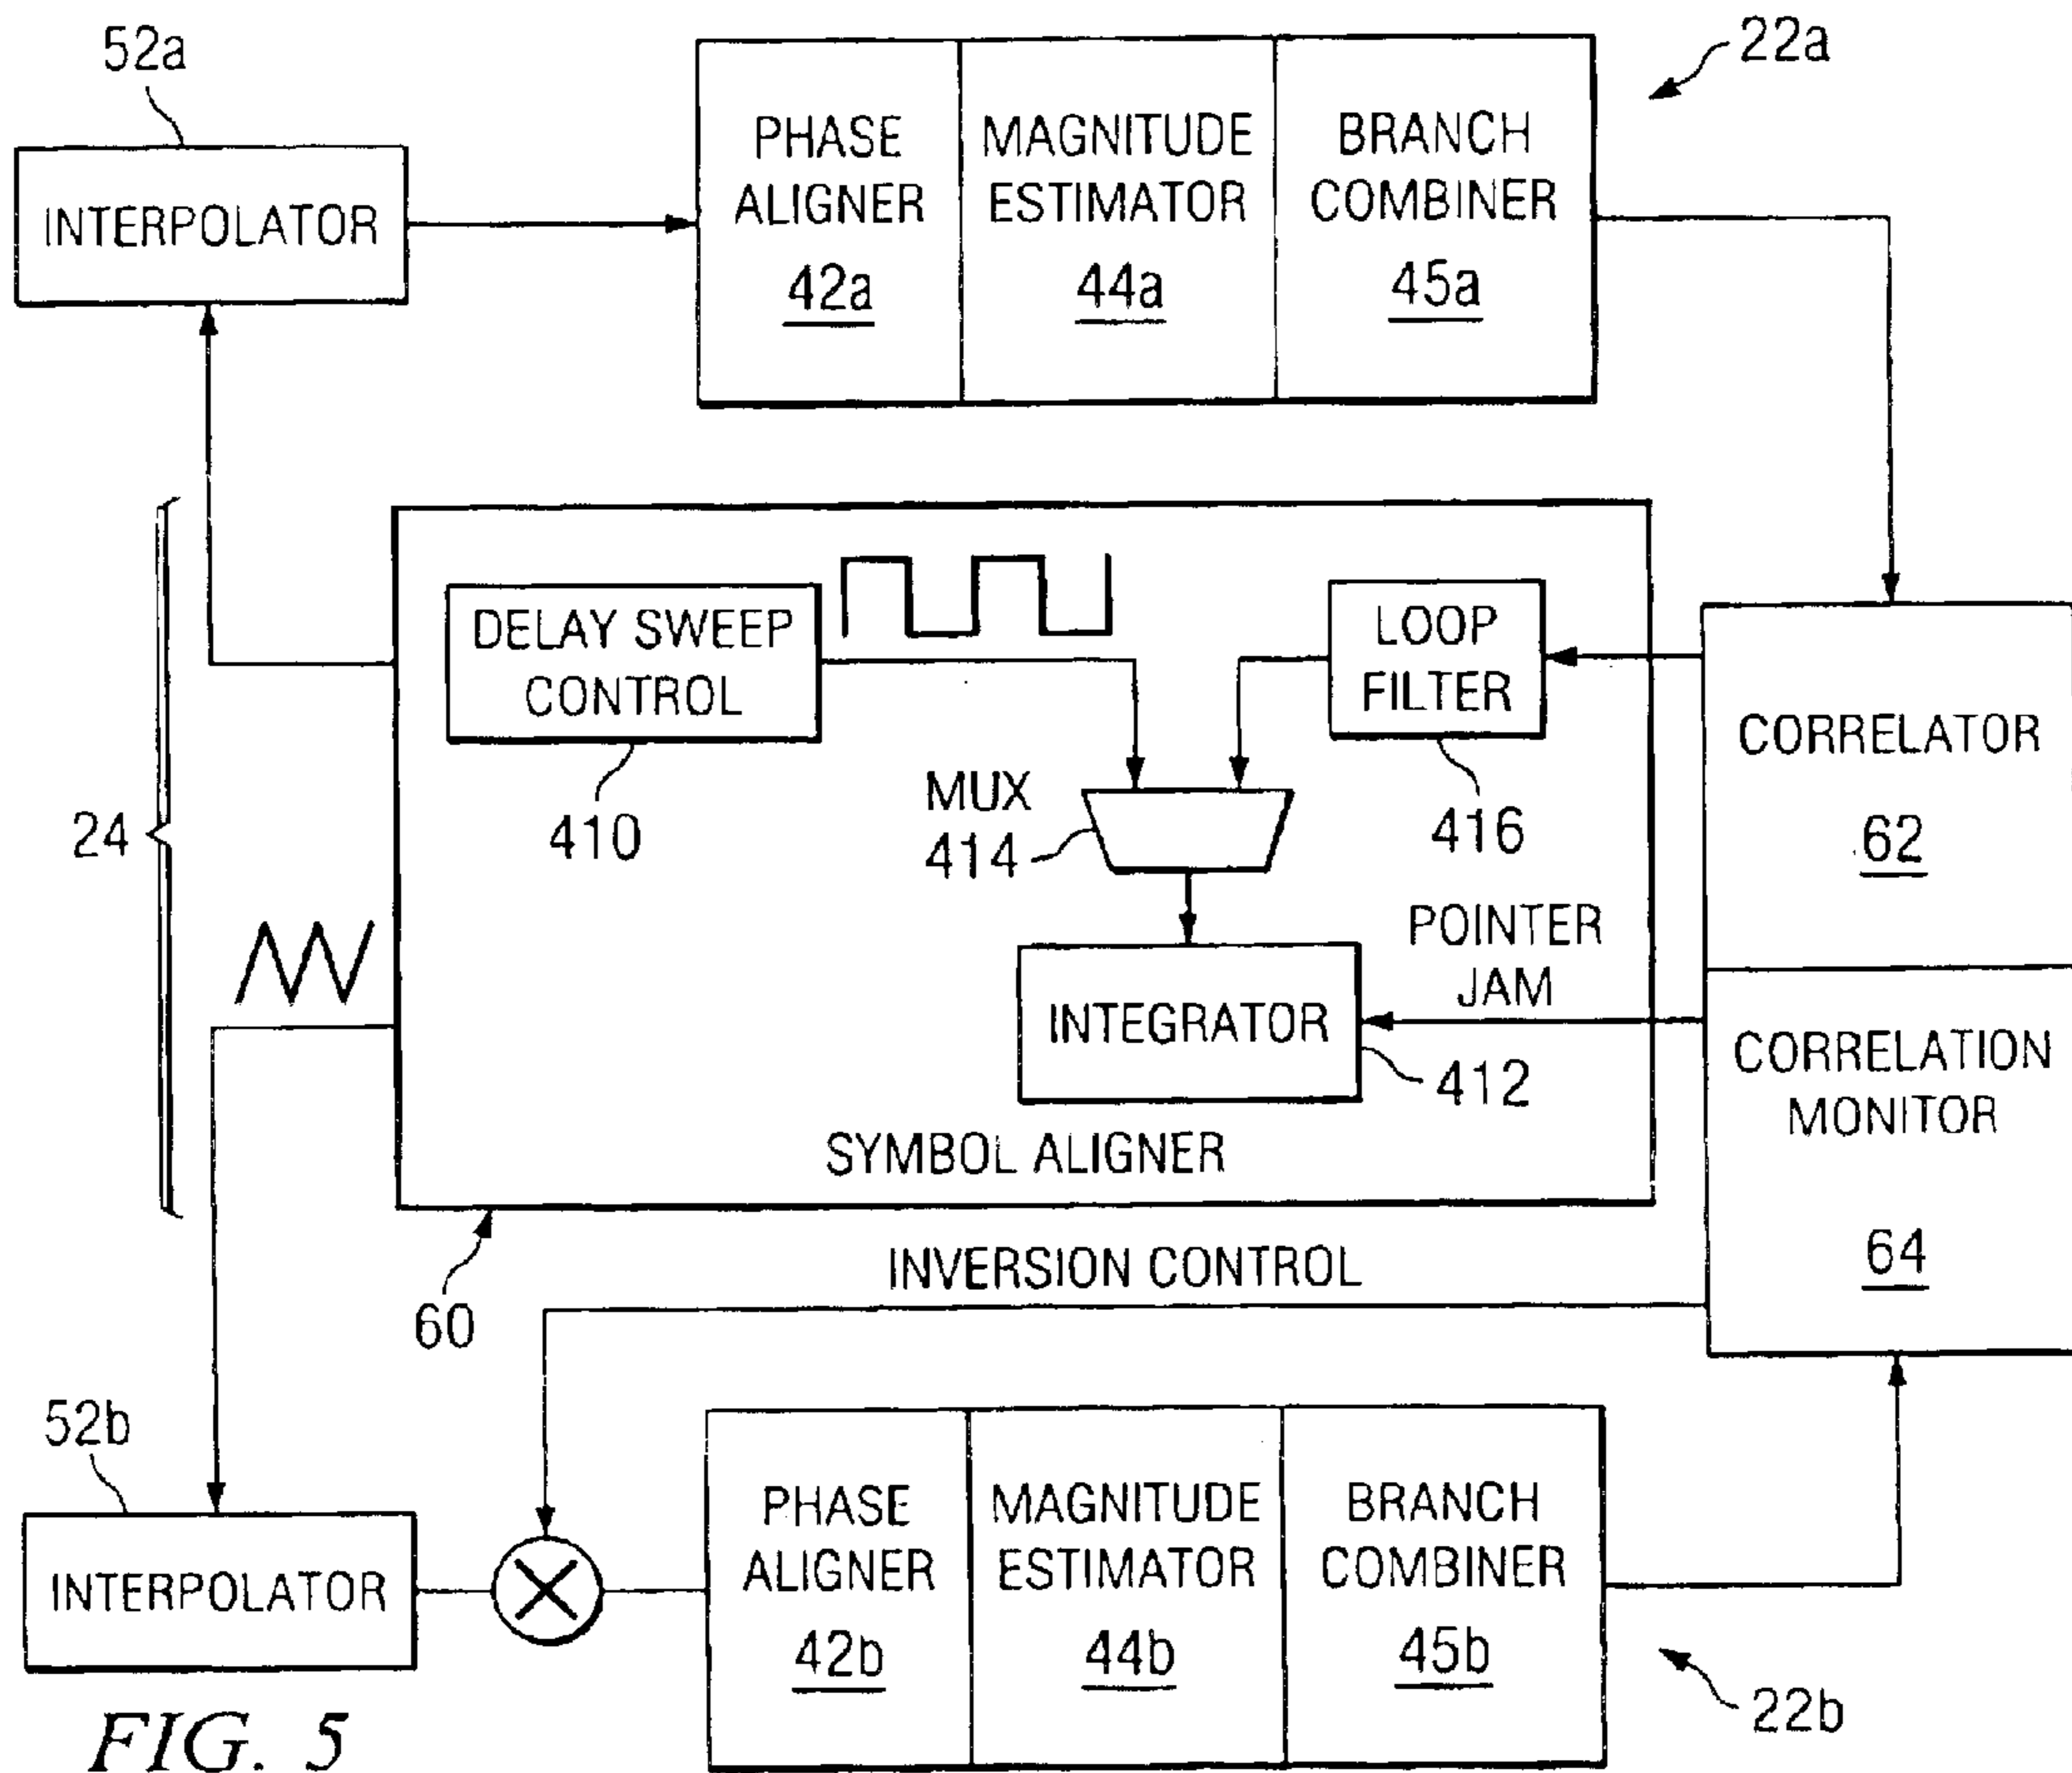 52a
22a
INTERPOLATOR
PHASE
ALIGNER
42a
MAGNITUDE
ESTIMATOR
44a
BRANCH
COMBINER
45a
24
DELAY SWEEP
CONTROL
410
LOOP
FILTER
416
MUX
414
CORRELATOR
62
POINTER
JAM
INTEGRATOR
412
CORRELATION
MONITOR
64
SYMBOL ALIGNER
60
INVERSION CONTROL
52b
INTERPOLATOR
PHASE
ALIGNER
42b
MAGNITUDE
ESTIMATOR
44b
BRANCH
COMBINER
45b
22b
FIG. 5